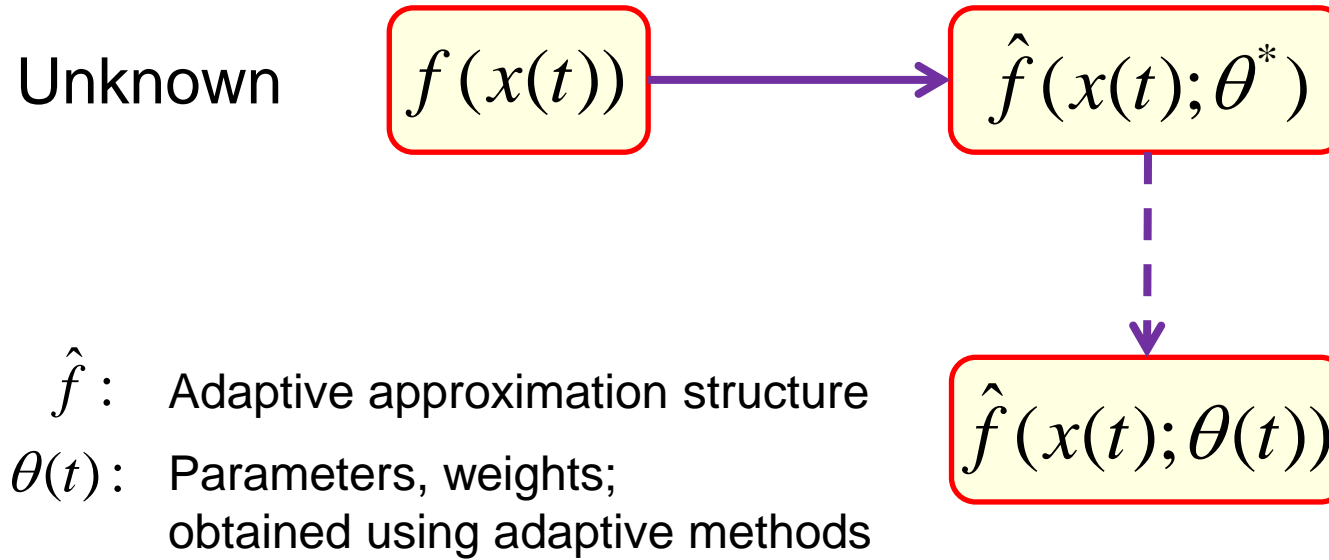 Unknown f(x(t)) f̂(x(t);θ*)
f̂ : Adaptive approximation structure
f̂(x(t);θ(t))
θ(t) : Parameters, weights;
obtained using adaptive methods